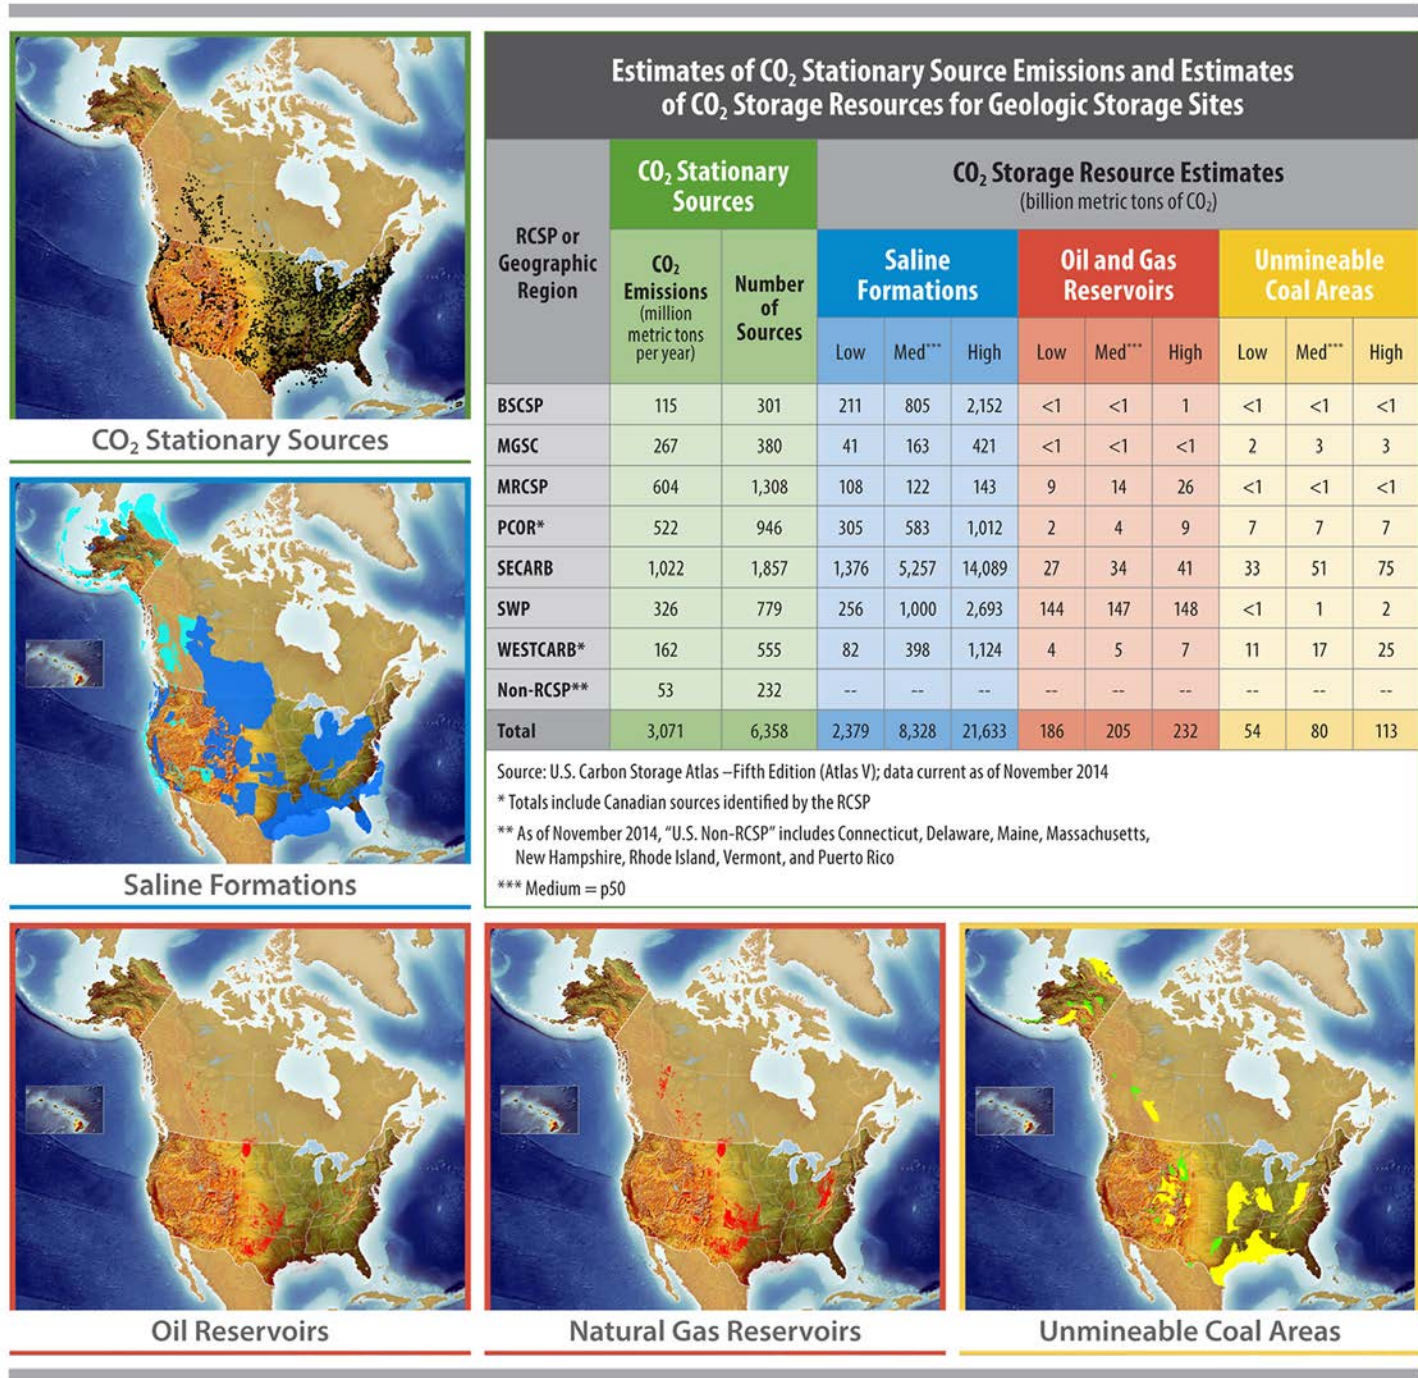 Estimates of CO₂ Stationary Source Emissions and Estimates
of CO₂ Storage Resources for Geologic Storage Sites
RCSP or
Geographic
Region
CO₂ Stationary
Sources
CO₂ Storage Resource Estimates
(billion metric tons of CO₂)
CO₂
Emissions
(million
metric tons
per year)
Number
of
Sources
Saline
Formations
Oil and Gas
Reservoirs
Unmineable
Coal Areas
Low Med*** High Low Med*** High Low Med*** High
BSCSP 115 301 211 805 2,152 <1 <1 1 <1 <1 <1
MGSC 267 380 41 163 421 <1 <1 <1 2 3 3
MRCSP 604 1,308 108 122 143 9 14 26 <1 <1 <1
PCOR* 522 946 305 583 1,012 2 4 9 7 7 7
SECARB 1,022 1,857 1,376 5,257 14,089 27 34 41 33 51 75
SWP 326 779 256 1,000 2,693 144 147 148 <1 1 2
WESTCARB* 162 555 82 398 1,124 4 5 7 11 17 25
Non-RCSP** 53 232 -- -- -- -- -- -- -- -- --
Total 3,071 6,358 2,379 8,328 21,633 186 205 232 54 80 113
Source: U.S. Carbon Storage Atlas –Fifth Edition (Atlas V); data current as of November 2014
* Totals include Canadian sources identified by the RCSP
** As of November 2014, “U.S. Non-RCSP” includes Connecticut, Delaware, Maine, Massachusetts,
New Hampshire, Rhode Island, Vermont, and Puerto Rico
*** Medium = p50
CO₂ Stationary Sources
Saline Formations
Oil Reservoirs
Natural Gas Reservoirs
Unmineable Coal Areas